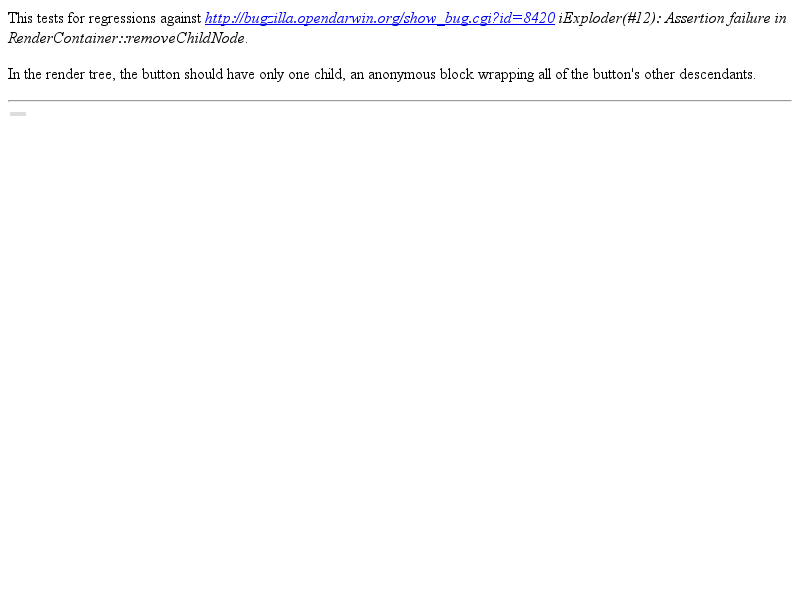 This tests for regressions against http://bugzilla.opendarwin.org/show_bug.cgi?id=8420 iExploder(#12): Assertion failure in
RenderContainer::removeChildNode.
In the render tree, the button should have only one child, an anonymous block wrapping all of the button's other descendants.